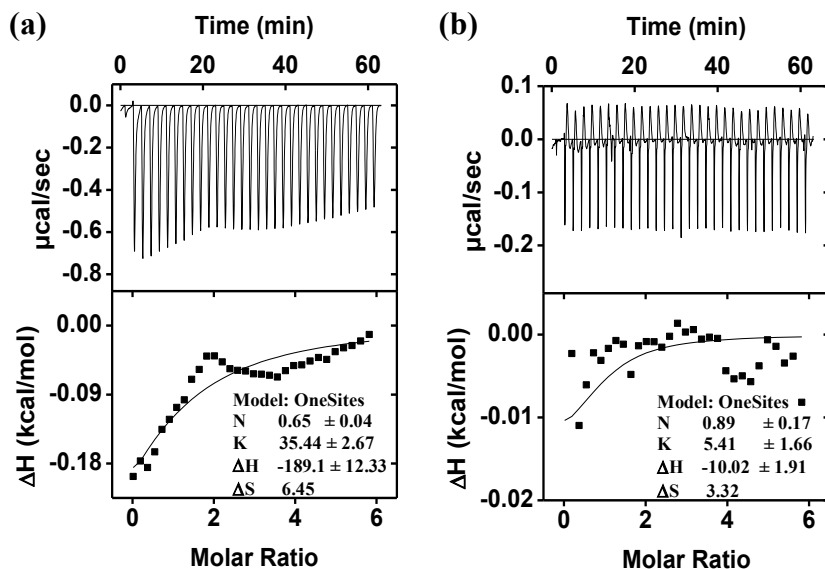 (a)
Time (min)
0 20 40 60
0.0
-0.2
-0.4
-0.6
-0.8
µcal/sec
0.00
-0.09
-0.18
ΔH (kcal/mol)
Model: OneSites
N 0.65 ± 0.04
K 35.44 ± 2.67
ΔH -189.1 ± 12.33
ΔS 6.45
0 2 4 6
Molar Ratio
(b)
Time (min)
0 20 40 60
0.1
0.0
-0.1
-0.2
µcal/sec
0.000
-0.010
-0.02
ΔH (kcal/mol)
Model: OneSites
N 0.89 ± 0.17
K 5.41 ± 1.66
ΔH -10.02 ± 1.91
ΔS 3.32
0 2 4 6
Molar Ratio